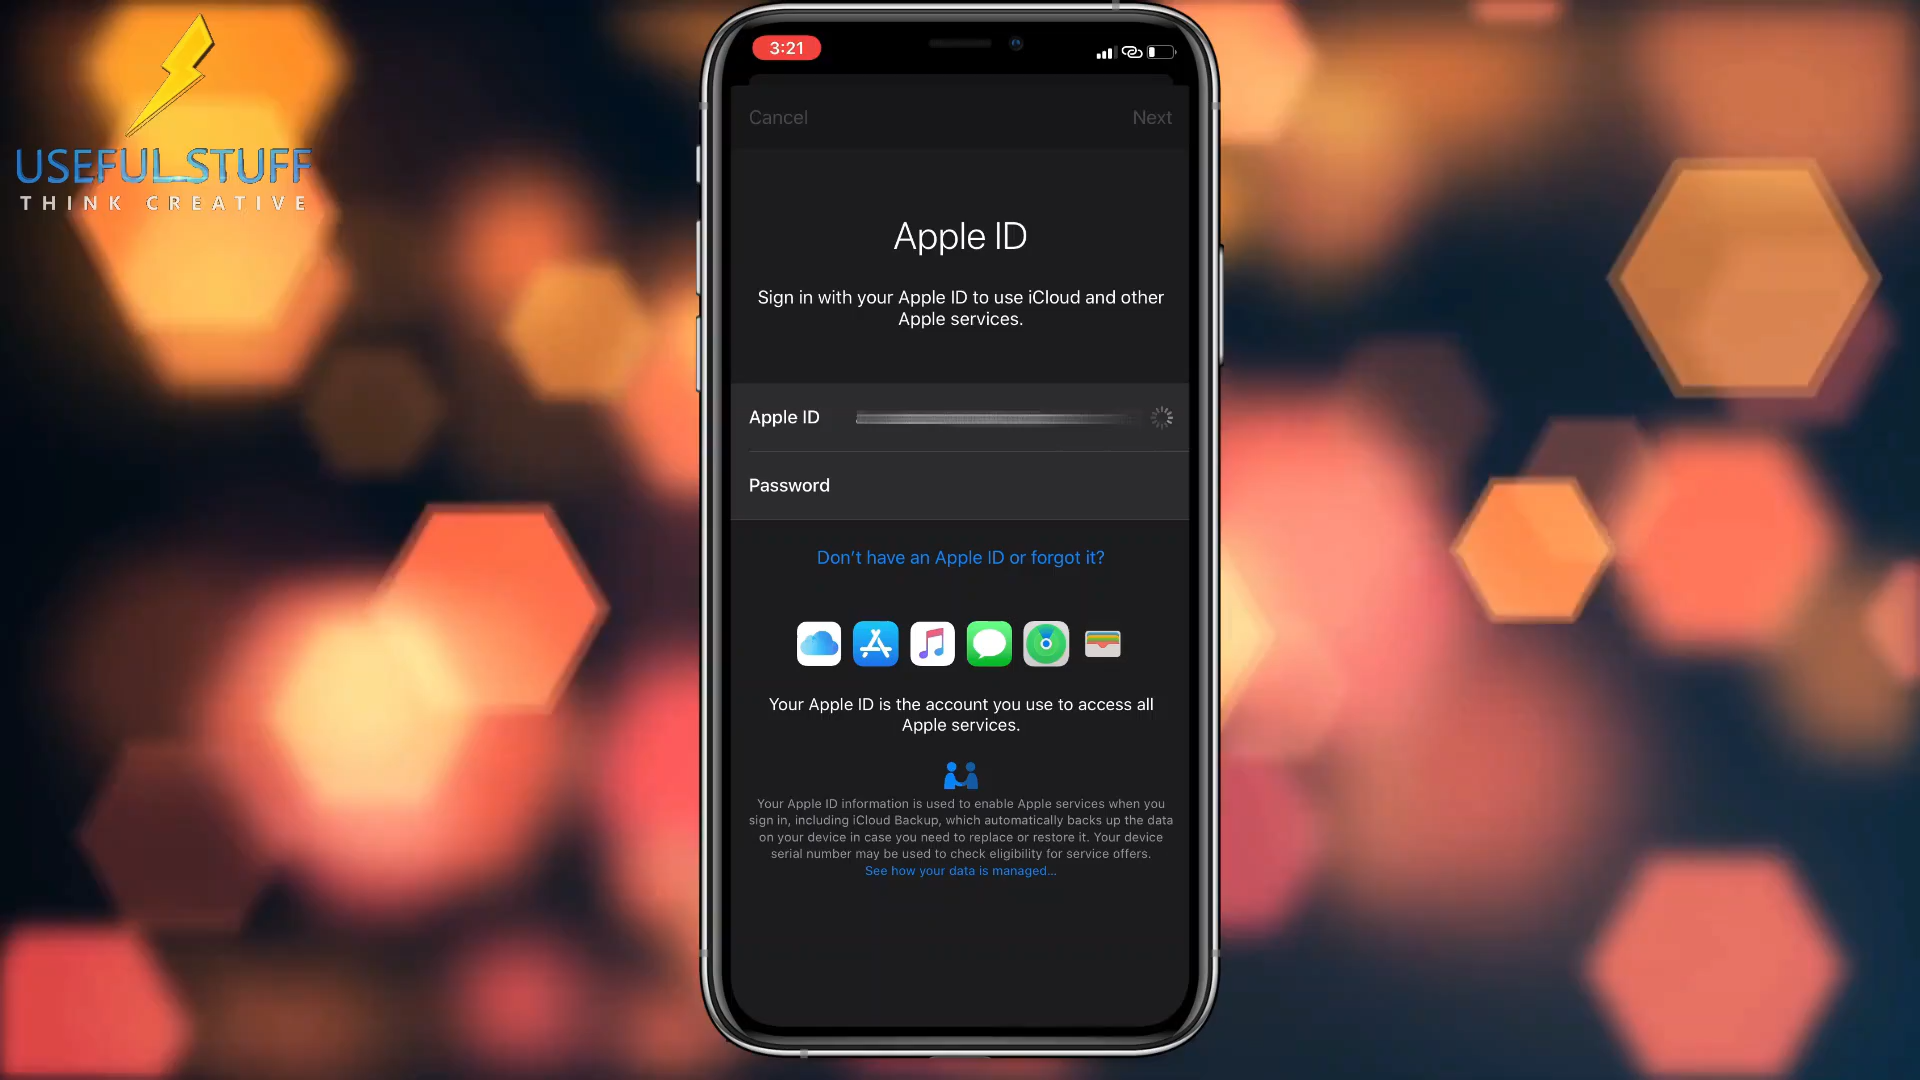 USEFUL STUFF
THINK CREATIVE
3:21
Cancel
Next
Apple ID
Sign in with your Apple ID to use iCloud and other
Apple services.
Apple ID
Password
Don't have an Apple ID or forgot it?
Your Apple ID is the account you use to access all
Apple services.
Your Apple ID information is used to enable Apple services when you
sign in, including iCloud Backup, which automatically backs up the data
on your device in case you need to replace or restore it. Your device
serial number may be used to check eligibility for service offers.
See how your data is managed...